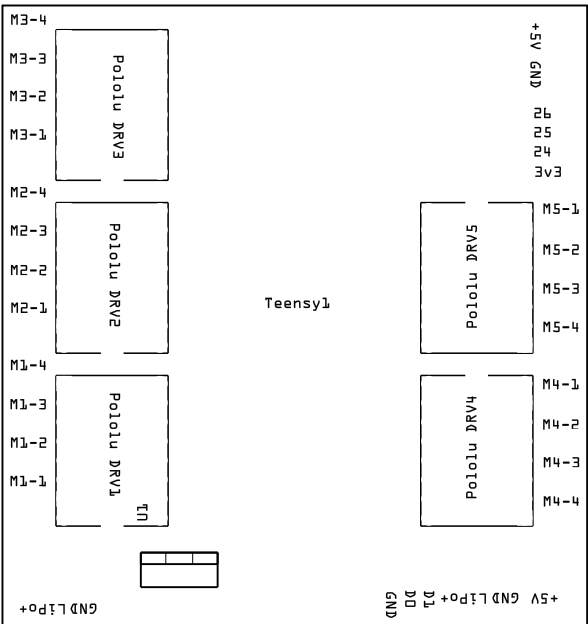 M3-4
M3-3
M3-2
M3-1
Pololu DRV3
+5V GND
26
25
24
3v3
M2-4
M2-3
M2-2
M2-1
Pololu DRV2
Teensy1
Pololu DRV5
M5-1
M5-2
M5-3
M5-4
M1-4
M1-3
M1-2
M1-1
Pololu DRV1
U1
Pololu DRV4
M4-1
M4-2
M4-3
M4-4
GND LiPo+
GND
D0
D1
+5V GND LiPo+